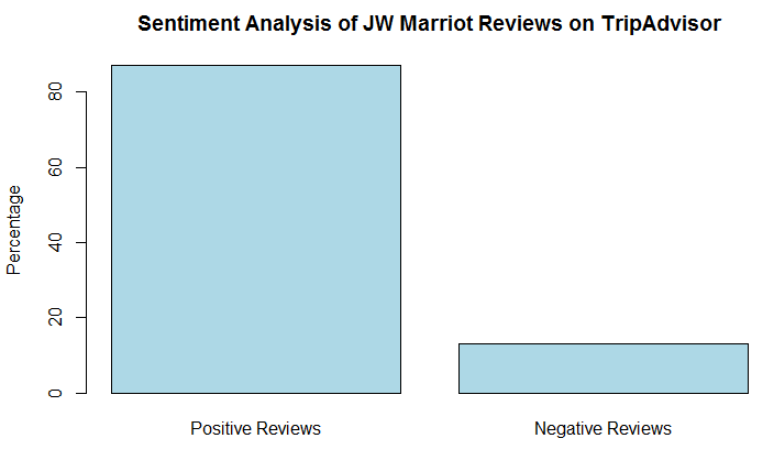 Sentiment Analysis of JW Marriot Reviews on TripAdvisor
Percentage
80
60
40
20
0
Positive Reviews
Negative Reviews